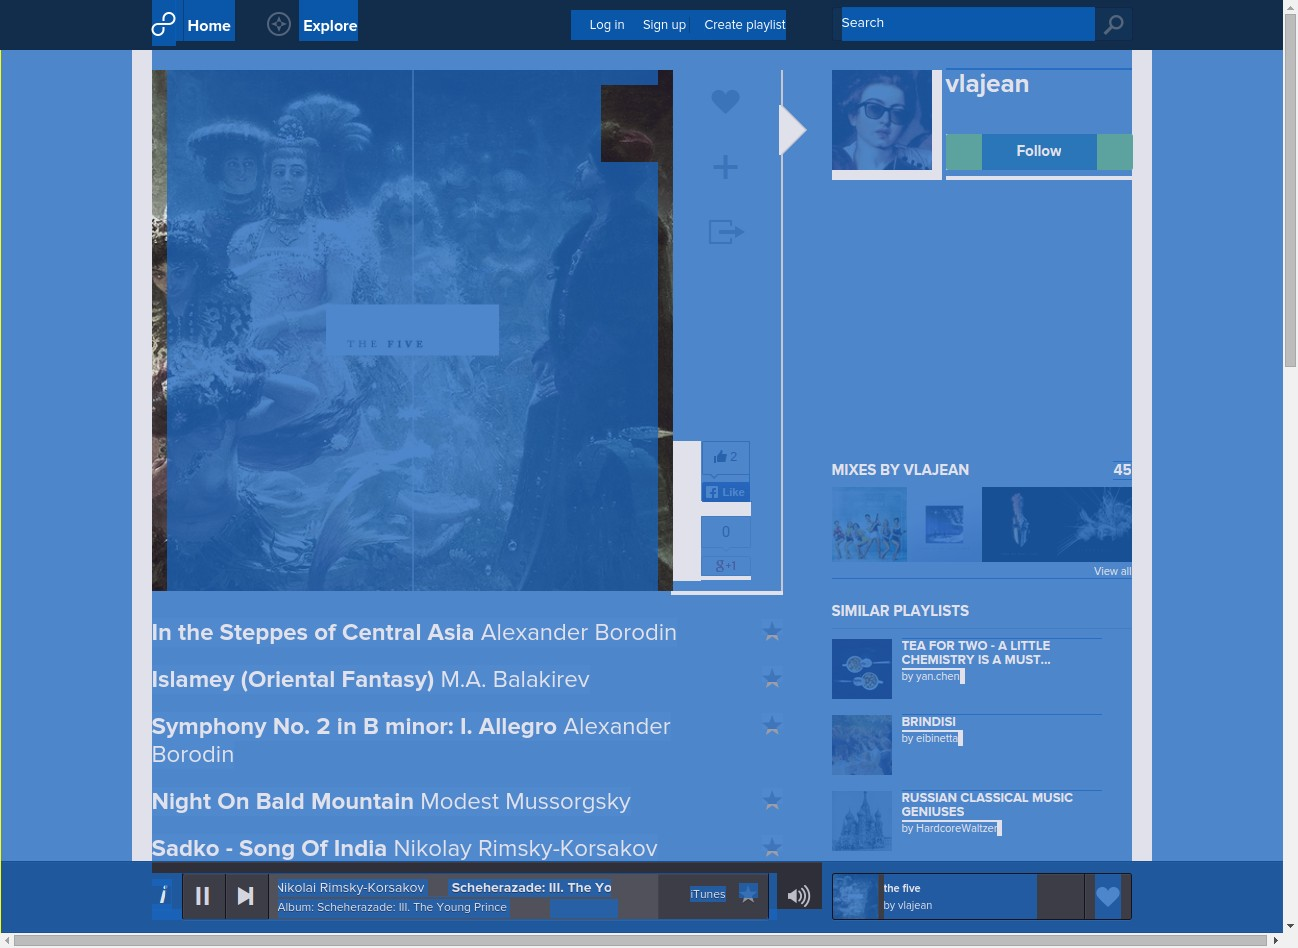 Home
Explore
Log in
Sign up
Create playlist
Search
vlajean
Follow
THE FIVE
2
Like
0
g+1
MIXES BY VLAJEAN
45
View all
SIMILAR PLAYLISTS
TEA FOR TWO - A LITTLE
CHEMISTRY IS A MUST...
by yan.chen
BRINDISI
by eibinetta
RUSSIAN CLASSICAL MUSIC
GENIUSES
by HardcoreWaltzer
In the Steppes of Central Asia Alexander Borodin
Islamey (Oriental Fantasy) M.A. Balakirev
Symphony No. 2 in B minor: I. Allegro Alexander
Borodin
Night On Bald Mountain Modest Mussorgsky
Sadko - Song Of India Nikolay Rimsky-Korsakov
i
Nikolai Rimsky-Korsakov
Scheherazade: III. The Yo
Album: Scheherazade: III. The Young Prince
iTunes
the five
by vlajean